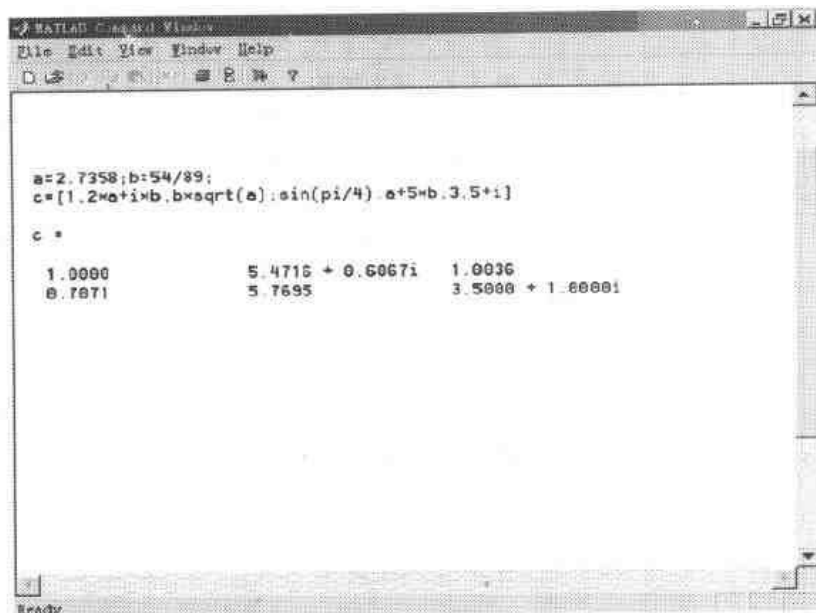 MATLAB Command Window
File Edit View Window Help
a=2.7358;b=54/89;
c=[1.2*a+i*b.b*sqrt(a);sin(pi/4).a+5*b.3.5+i]
c =
1.0000 5.4716 + 0.6067i 1.0036
0.7071 5.7695 3.5000 + 1.0000i
Ready